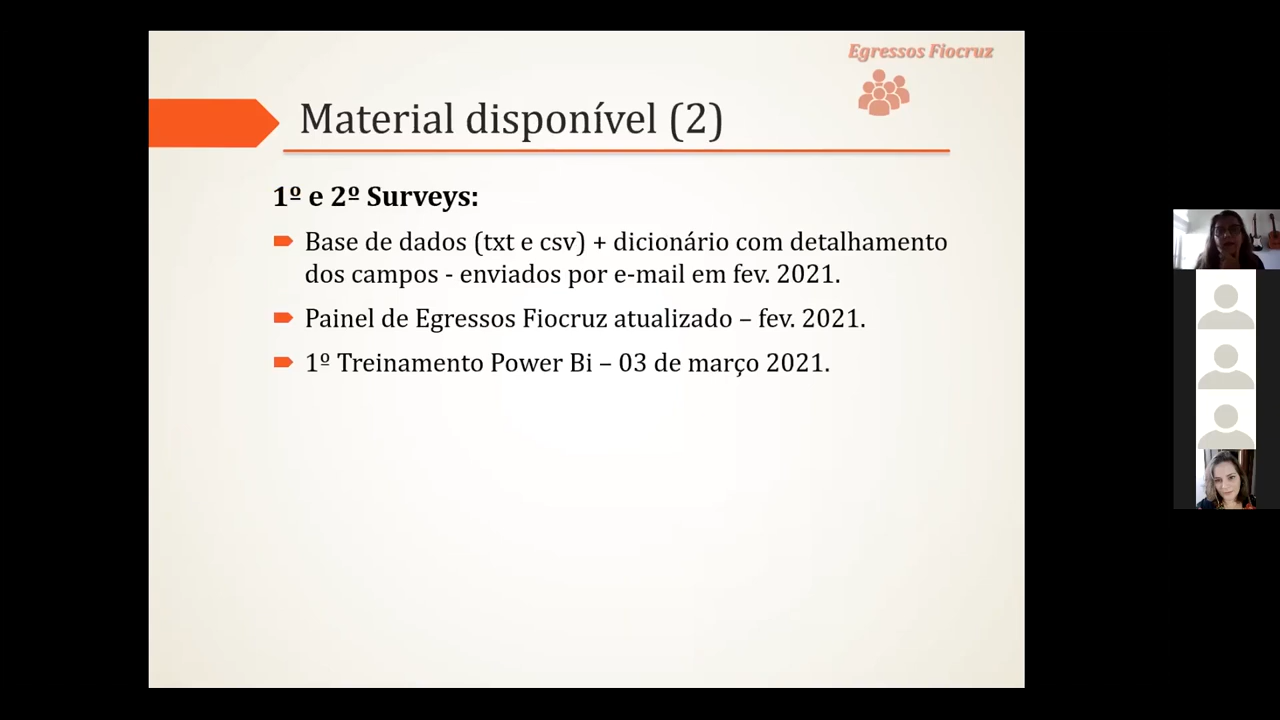 Egressos Fiocruz
Material disponível (2)
1º e 2º Surveys:
Base de dados (txt e csv) + dicionário com detalhamento
dos campos - enviados por e-mail em fev. 2021.
Painel de Egressos Fiocruz atualizado – fev. 2021.
1º Treinamento Power Bi – 03 de março 2021.